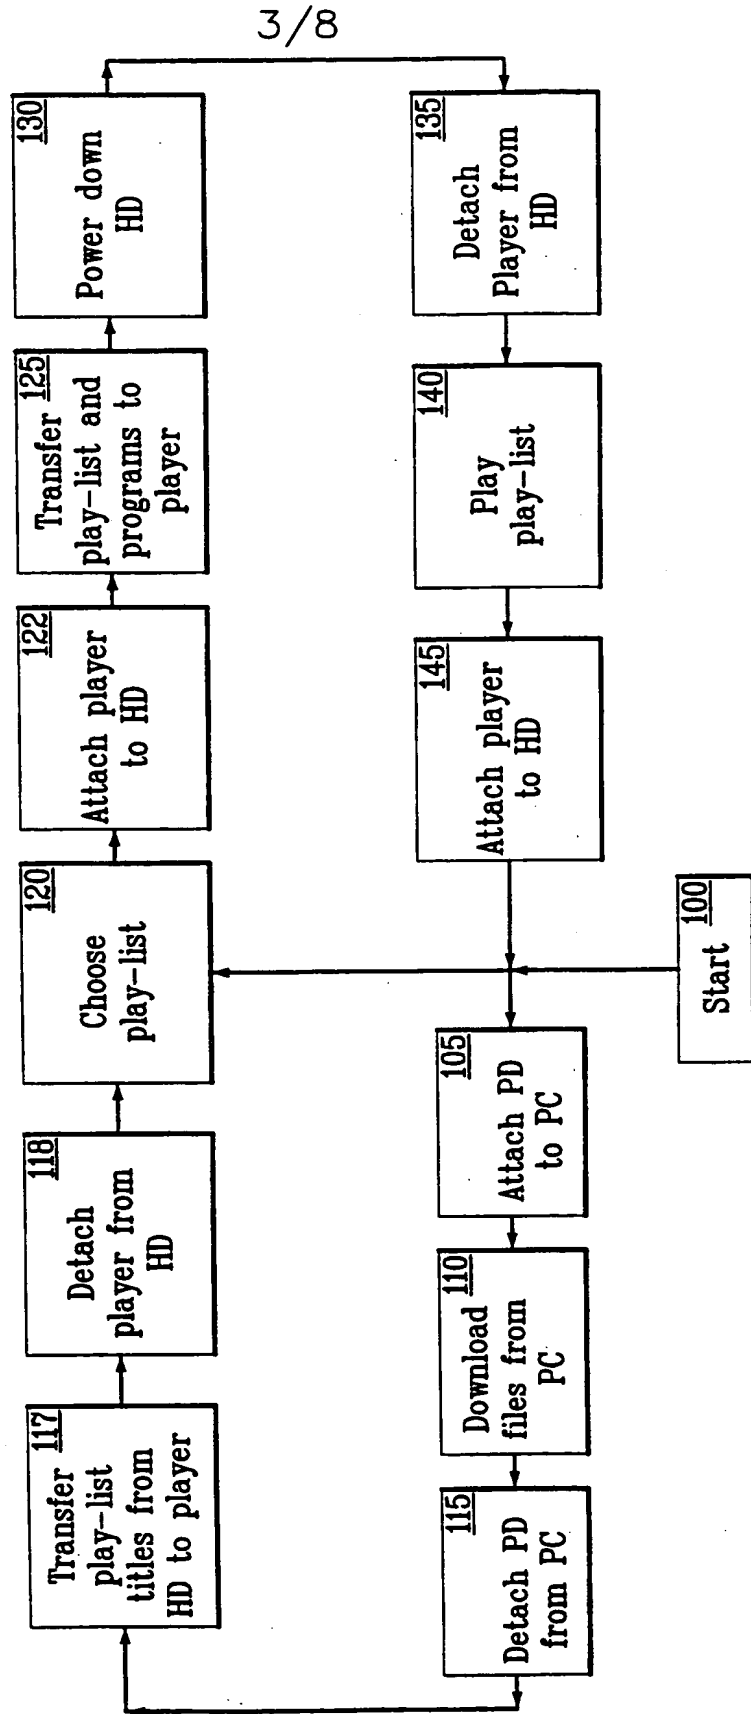 3/8
100
Start
105
Attach PD
to PC
110
Download
files from
PC
115
Detach PD
from PC
117
Transfer
play-list
titles from
HD to player
118
Detach
player from
HD
120
Choose
play-list
122
Attach player
to HD
125
Transfer
play-list and
programs to
player
130
Power down
HD
135
Detach
Player from
HD
140
Play
play-list
145
Attach player
to HD